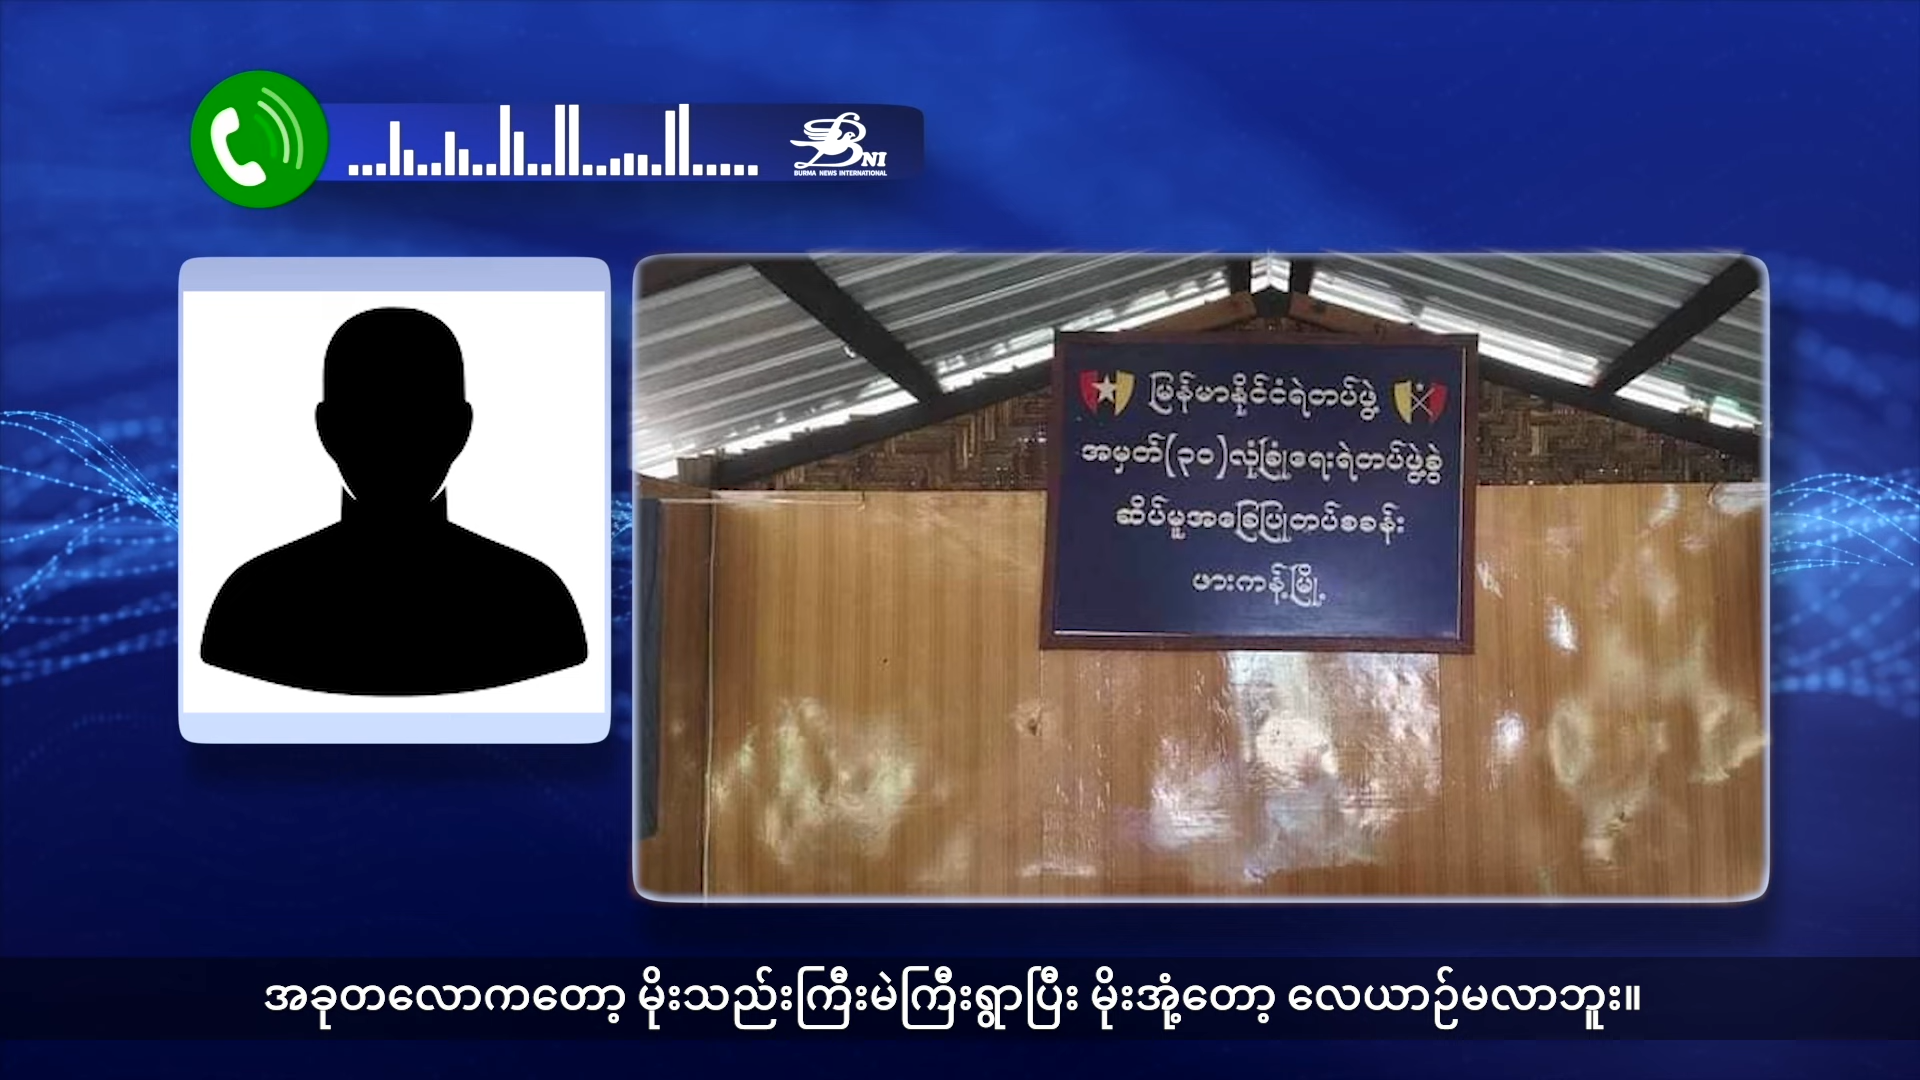 BNI
BURMA NEWS INTERNATIONAL
မြန်မာနိုင်ငံရဲတပ်ဖွဲ့
အမှတ်(၃၀)လုံခြုံရေးရဲတပ်ဖွဲ့ခွဲ
ဆိပ်မူအခြေပြုတပ်စခန်း
ဖားကန့်မြို့
အခုတလောကတော့ မိုးသည်းကြီးမဲကြီးရွာပြီး မိုးအုံ့တော့ လေယာဉ်မလာဘူး။